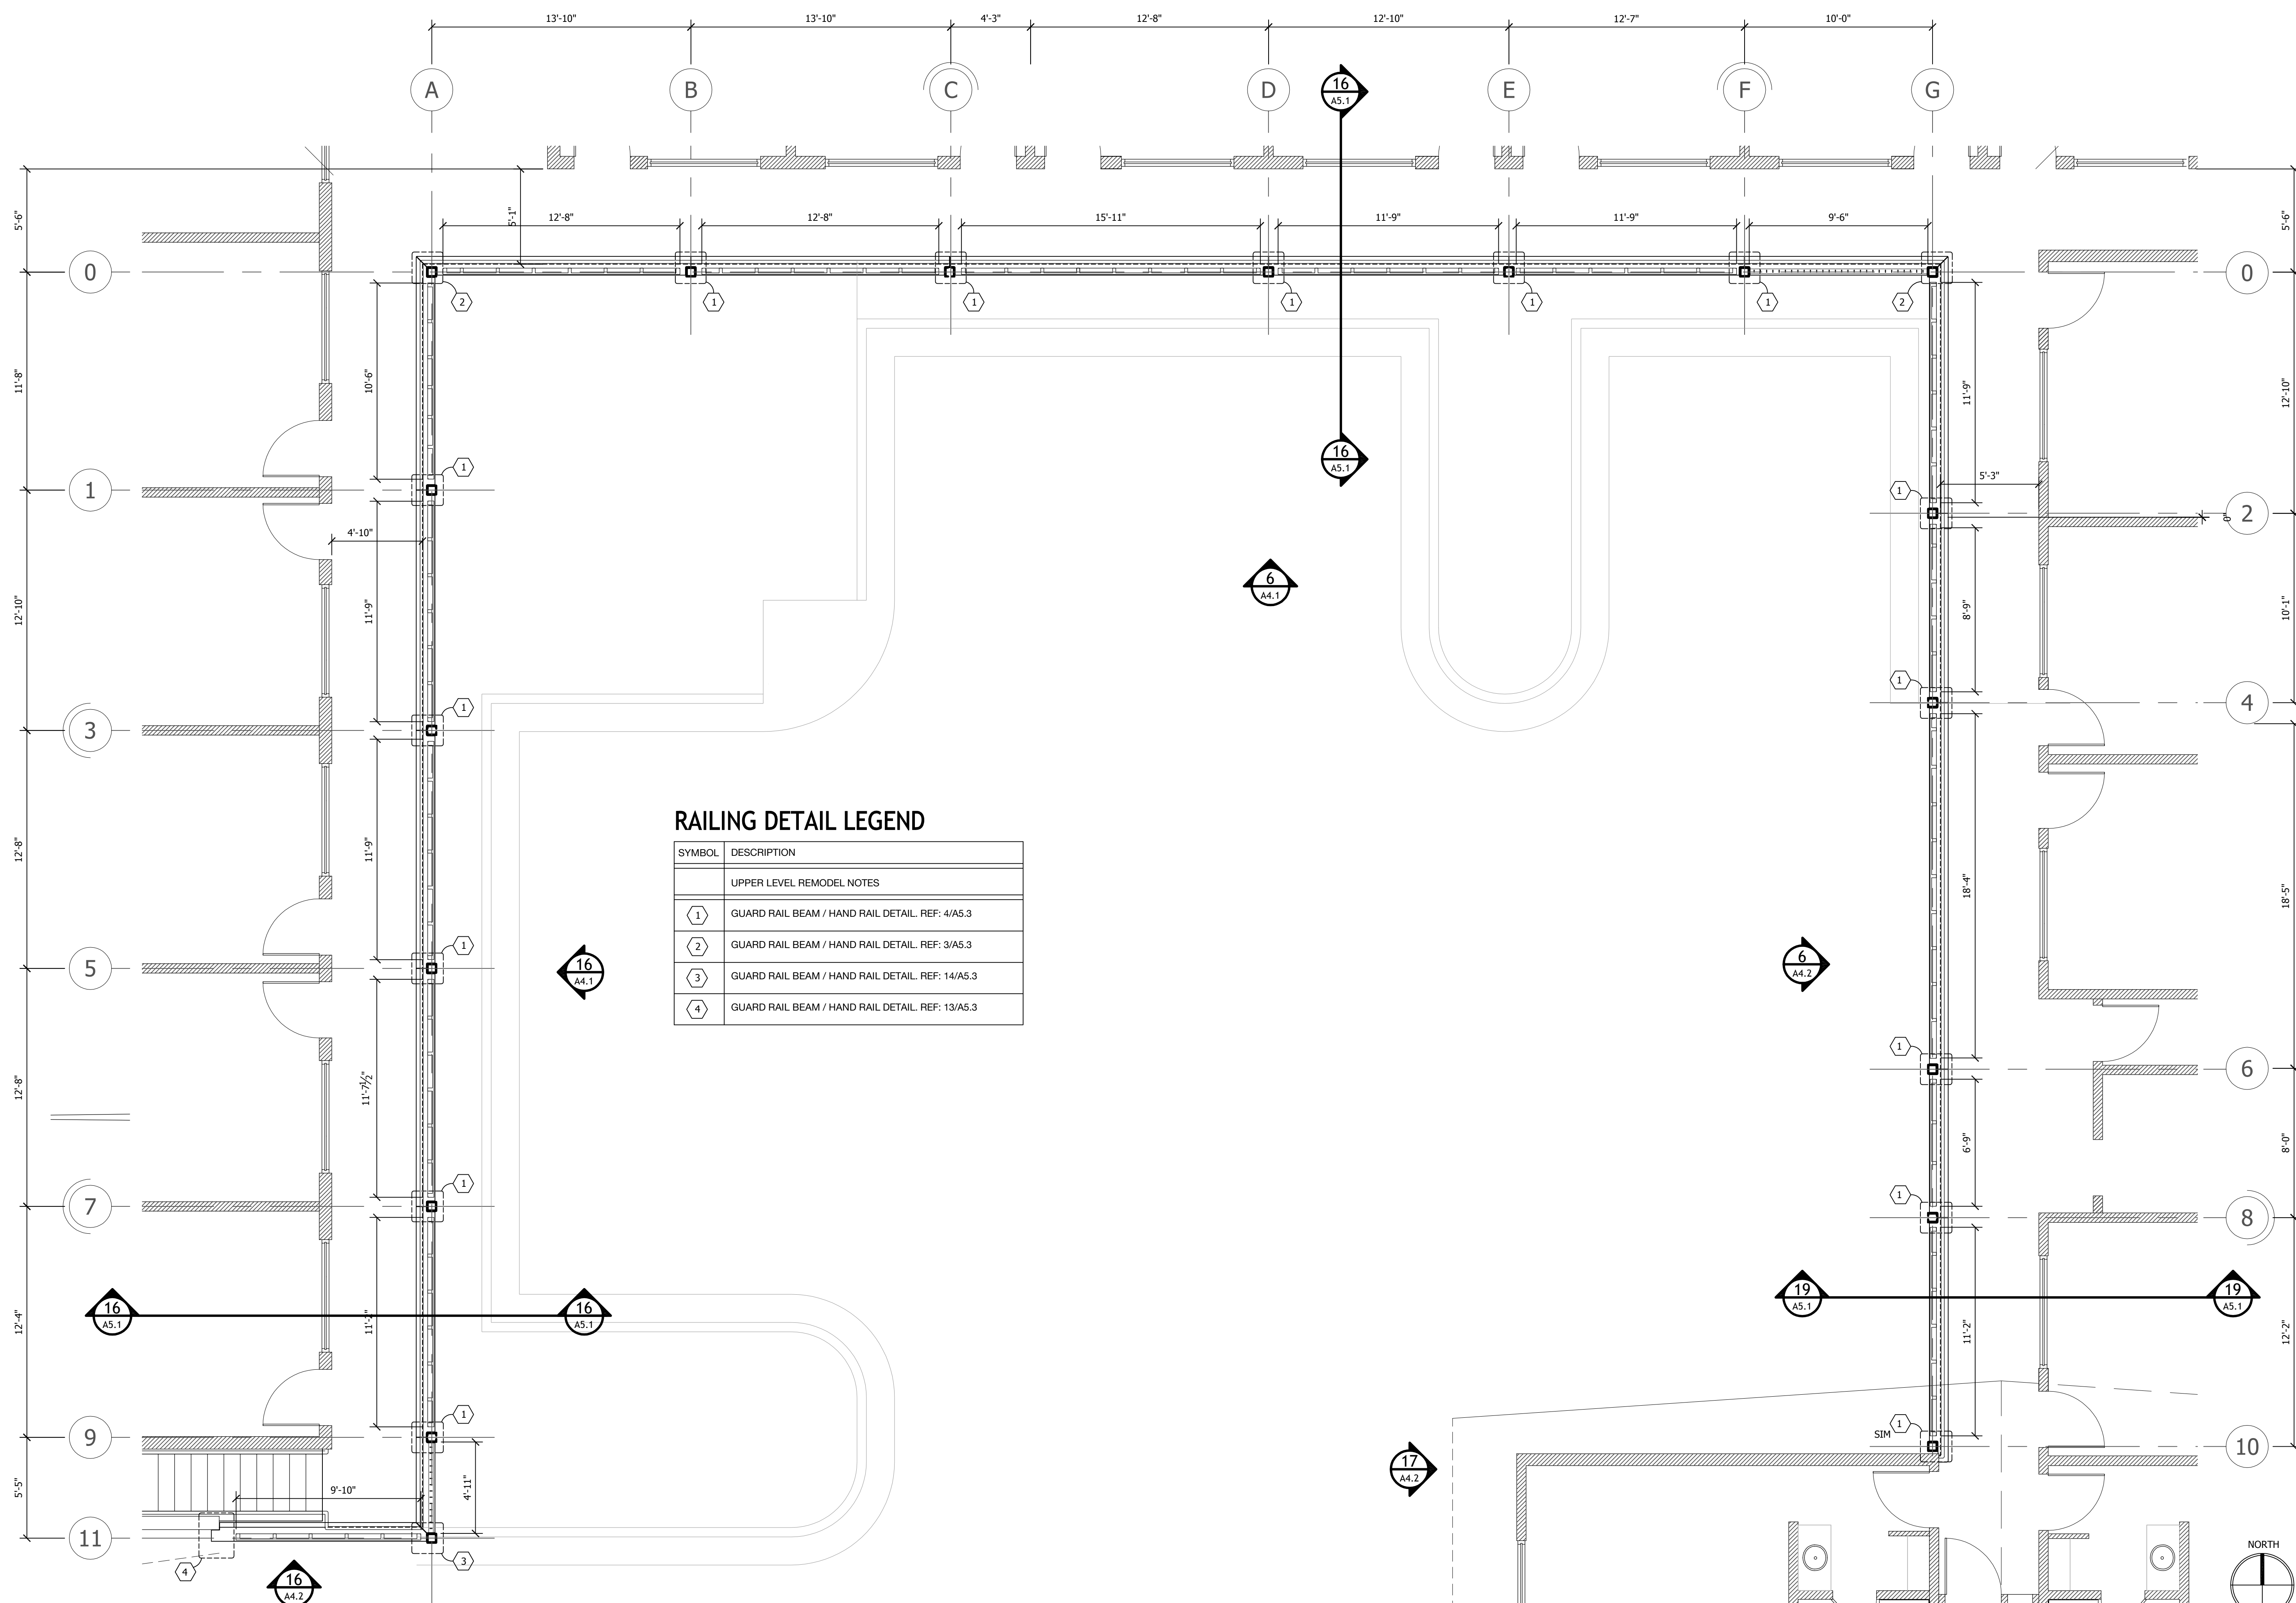 13'-10" 13'-10" 4'-3" 12'-8" 12'-10" 12'-7" 10'-0"
A B C D E F G
16
A5.1
5'-6" 5'-1" 5'-6"
12'-8" 12'-8" 15'-11" 11'-9" 11'-9" 9'-6"
0 0
2 1 1 1 1 1 2
11'-8" 10'-6" 11'-9" 12'-10"
16
A5.1
1 1 1
5'-3"
2
0"
4'-10"
6
A4.1
12'-10" 11'-9" 8'-9" 10'-1"
1 1
3 4
RAILING DETAIL LEGEND
SYMBOL DESCRIPTION
UPPER LEVEL REMODEL NOTES
1 GUARD RAIL BEAM / HAND RAIL DETAIL. REF: 4/A5.3
2 GUARD RAIL BEAM / HAND RAIL DETAIL. REF: 3/A5.3
3 GUARD RAIL BEAM / HAND RAIL DETAIL. REF: 14/A5.3
4 GUARD RAIL BEAM / HAND RAIL DETAIL. REF: 13/A5.3
12'-8" 11'-9" 18'-4" 18'-5"
1
5
16
A4.1
6
A4.2
1
6
12'-8" 11'-7½" 6'-9" 8'-0"
1 1
7 8
16
A5.1
16
A5.1
19
A5.1
19
A5.1
12'-4" 11'-2" 11'-2" 12'-2"
1 1
SIM
9 10
17
A4.2
5'-5" 9'-10" 4'-11"
11
4 3
16
A4.2
NORTH